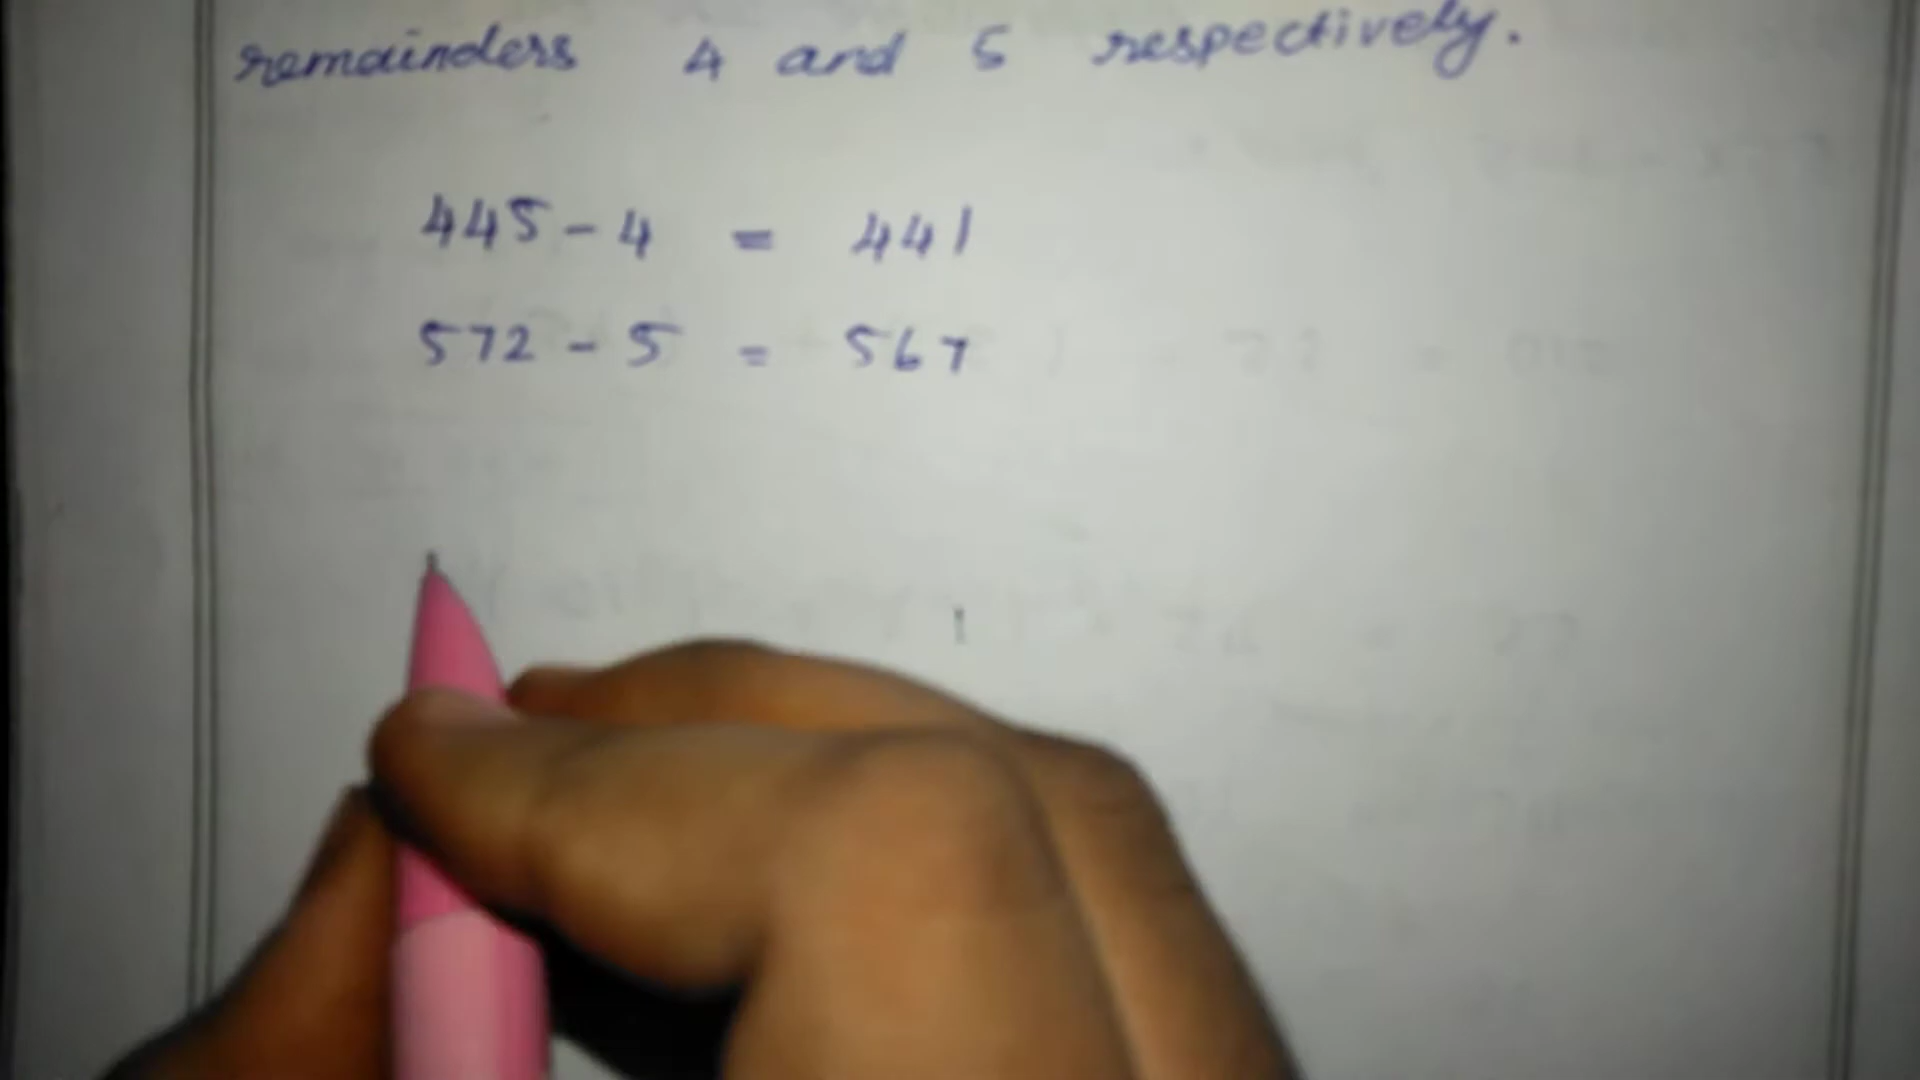 remainders 4 and 5 respectively.
445 - 4 = 441
572 - 5 = 567